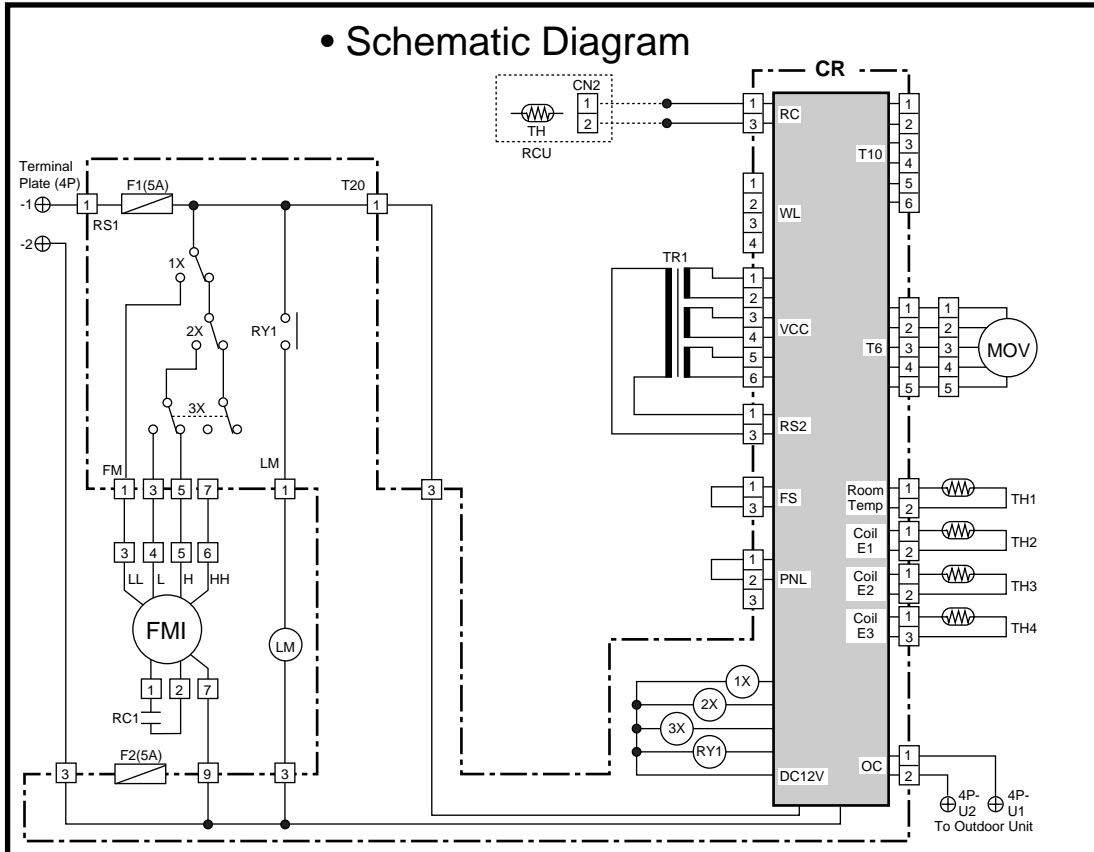 • Schematic Diagram
CR
CN2
1
2
TH
RCU
1
3
RC
T10
1
2
3
4
5
6
1
2
3
4
WL
Terminal
Plate (4P)
-1
-2
1
RS1
F1(5A)
T20
1
1X
2X
3X
RY1
TR1
1
2
3
4
5
6
VCC
T6
1
2
3
4
5
1
2
3
4
5
MOV
1
3
RS2
FM
1
3
5
7
LM
1
3
1
3
FS
Room
Temp
1
2
TH1
3
4
5
6
LL
L
H
HH
FMI
LM
Coil
E1
1
2
TH2
1
2
3
PNL
Coil
E2
1
2
TH3
Coil
E3
1
3
TH4
1
2
7
RC1
1X
2X
3X
RY1
DC12V
3
F2(5A)
9
3
OC
1
2
4P-
U2
4P-
U1
To Outdoor Unit